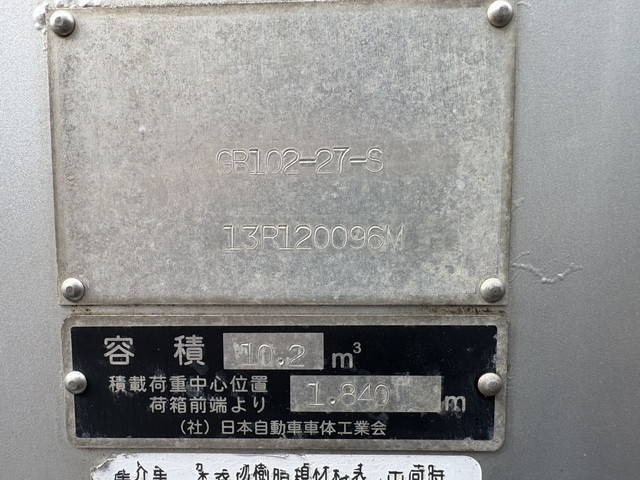 GB102-27-S
13R120096M
容積 10.2 m³
積載荷重中心位置 1.840 m
荷箱前端より
（社）日本自動車車体工業会